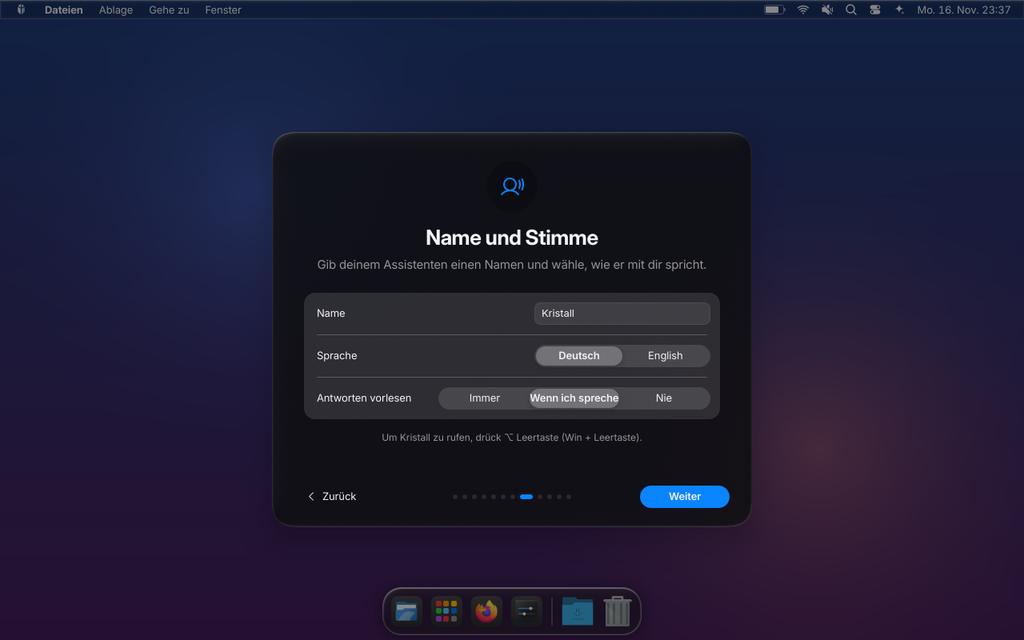 Dateien Ablage Gehe zu Fenster Mo. 16. Nov. 23:37
Name und Stimme
Gib deinem Assistenten einen Namen und wähle, wie er mit dir spricht.
Name Kristall
Sprache Deutsch English
Antworten vorlesen Immer Wenn ich spreche Nie
Um Kristall zu rufen, drück ⌥ Leertaste (Win + Leertaste).
Zurück Weiter